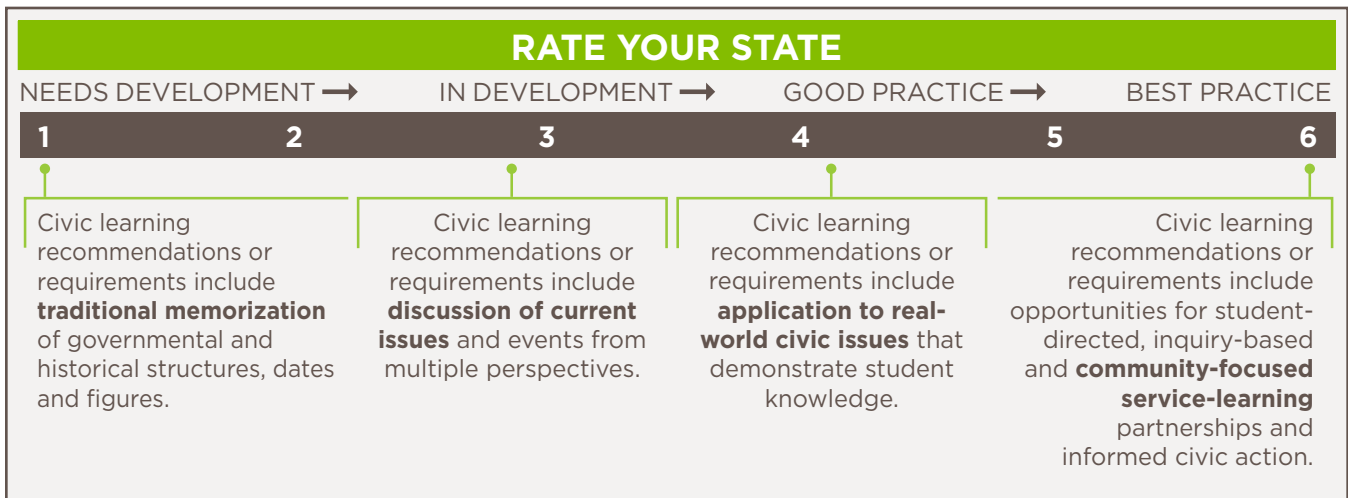 RATE YOUR STATE
NEEDS DEVELOPMENT → IN DEVELOPMENT → GOOD PRACTICE → BEST PRACTICE
1 2 3 4 5 6
Civic learning
recommendations or
requirements include
traditional memorization
of governmental and
historical structures, dates
and figures.
Civic learning
recommendations or
requirements include
discussion of current
issues and events from
multiple perspectives.
Civic learning
recommendations or
requirements include
application to real-
world civic issues that
demonstrate student
knowledge.
Civic learning
recommendations or
requirements include
opportunities for student-
directed, inquiry-based
and community-focused
service-learning
partnerships and
informed civic action.